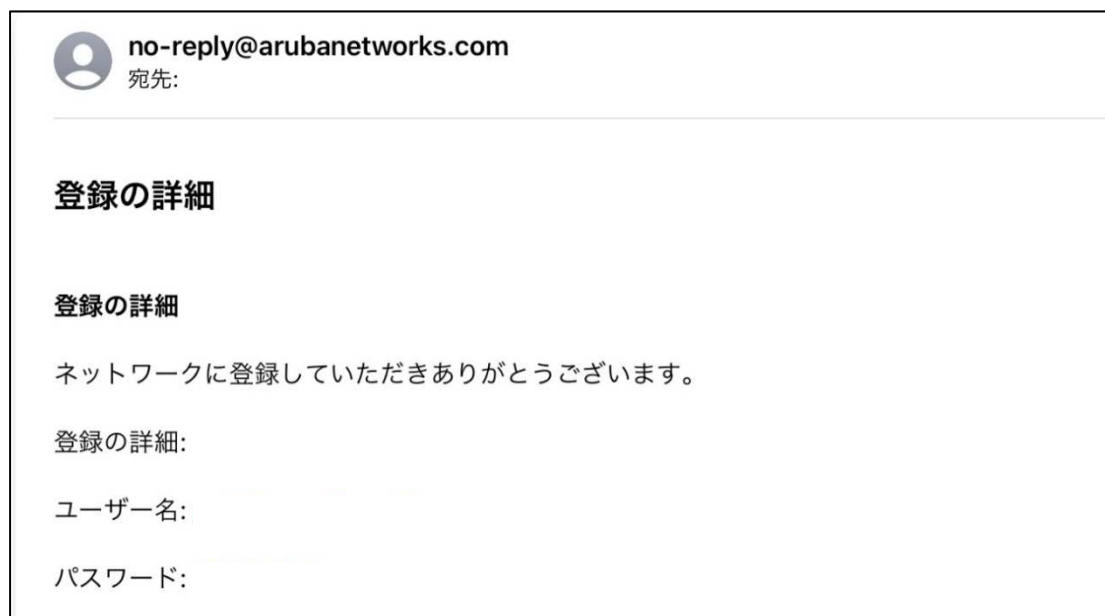 no-reply@arubanetworks.com
宛先:
登録の詳細
登録の詳細
ネットワークに登録していただきありがとうございます。
登録の詳細:
ユーザー名:
パスワード: